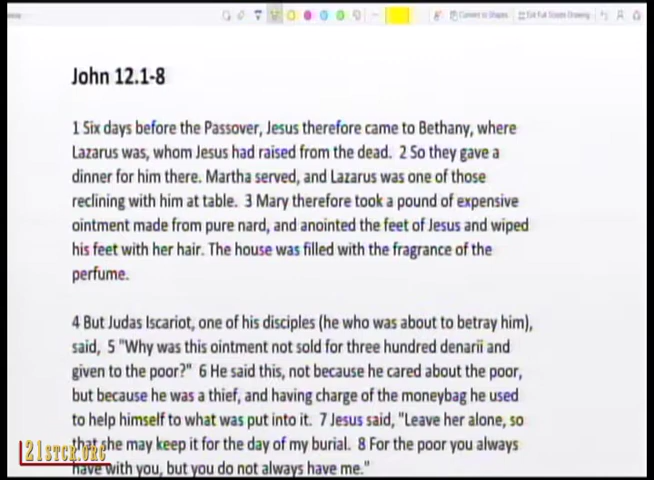 Convert to Shapes
John 12.1-8
1 Six days before the Passover, Jesus therefore came to Bethany, where
Lazarus was, whom Jesus had raised from the dead.  2 So they gave a
dinner for him there. Martha served, and Lazarus was one of those
reclining with him at table.  3 Mary therefore took a pound of expensive
ointment made from pure nard, and anointed the feet of Jesus and wiped
his feet with her hair. The house was filled with the fragrance of the
perfume.
4 But Judas Iscariot, one of his disciples (he who was about to betray him),
said,  5 "Why was this ointment not sold for three hundred denarii and
given to the poor?"  6 He said this, not because he cared about the poor,
but because he was a thief, and having charge of the moneybag he used
to help himself to what was put into it.  7 Jesus said, "Leave her alone, so
that she may keep it for the day of my burial.  8 For the poor you always
have with you, but you do not always have me."
21STCR.ORG